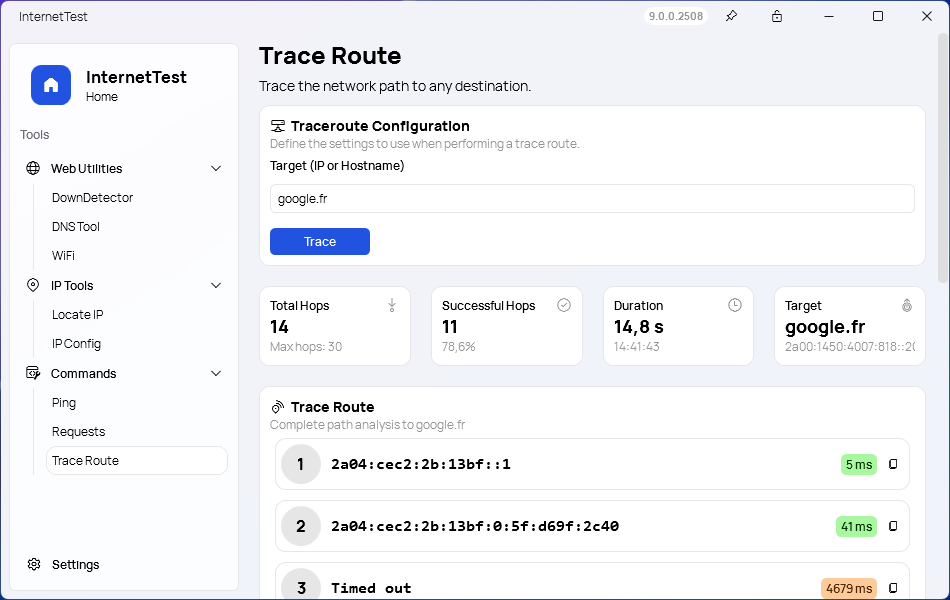 InternetTest
9.0.0.2508
InternetTest
Home
Tools
Web Utilities
DownDetector
DNS Tool
WiFi
IP Tools
Locate IP
IP Config
Commands
Ping
Requests
Trace Route
Settings
Trace Route
Trace the network path to any destination.
Traceroute Configuration
Define the settings to use when performing a trace route.
Target (IP or Hostname)
google.fr
Trace
Total Hops
14
Max hops: 30
Successful Hops
11
78,6%
Duration
14,8 s
14:41:43
Target
google.fr
2a00:1450:4007:818::20
Trace Route
Complete path analysis to google.fr
1 2a04:cec2:2b:13bf::1 5 ms
2 2a04:cec2:2b:13bf:0:5f:d69f:2c40 41 ms
3 Timed out 4679 ms